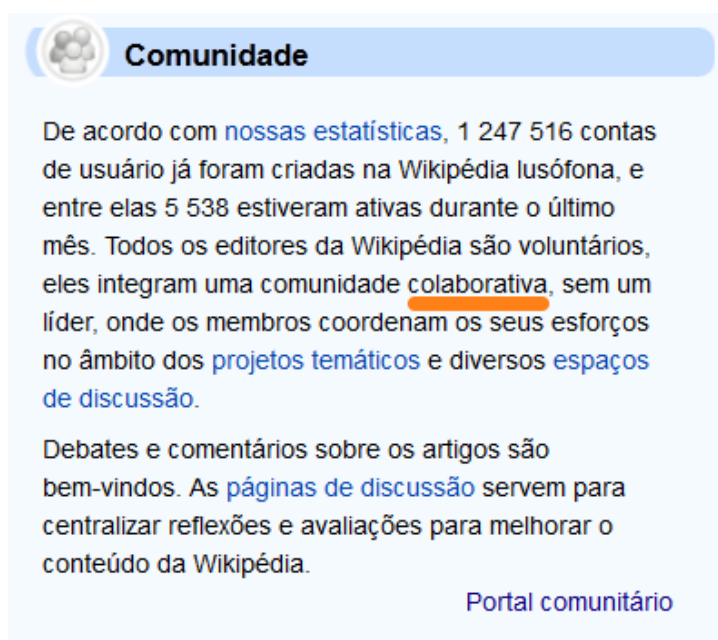 Comunidade
De acordo com nossas estatísticas, 1 247 516 contas
de usuário já foram criadas na Wikipédia lusófona, e
entre elas 5 538 estiveram ativas durante o último
mês. Todos os editores da Wikipédia são voluntários,
eles integram uma comunidade colaborativa, sem um
líder, onde os membros coordenam os seus esforços
no âmbito dos projetos temáticos e diversos espaços
de discussão.
Debates e comentários sobre os artigos são
bem-vindos. As páginas de discussão servem para
centralizar reflexões e avaliações para melhorar o
conteúdo da Wikipédia.
Portal comunitário